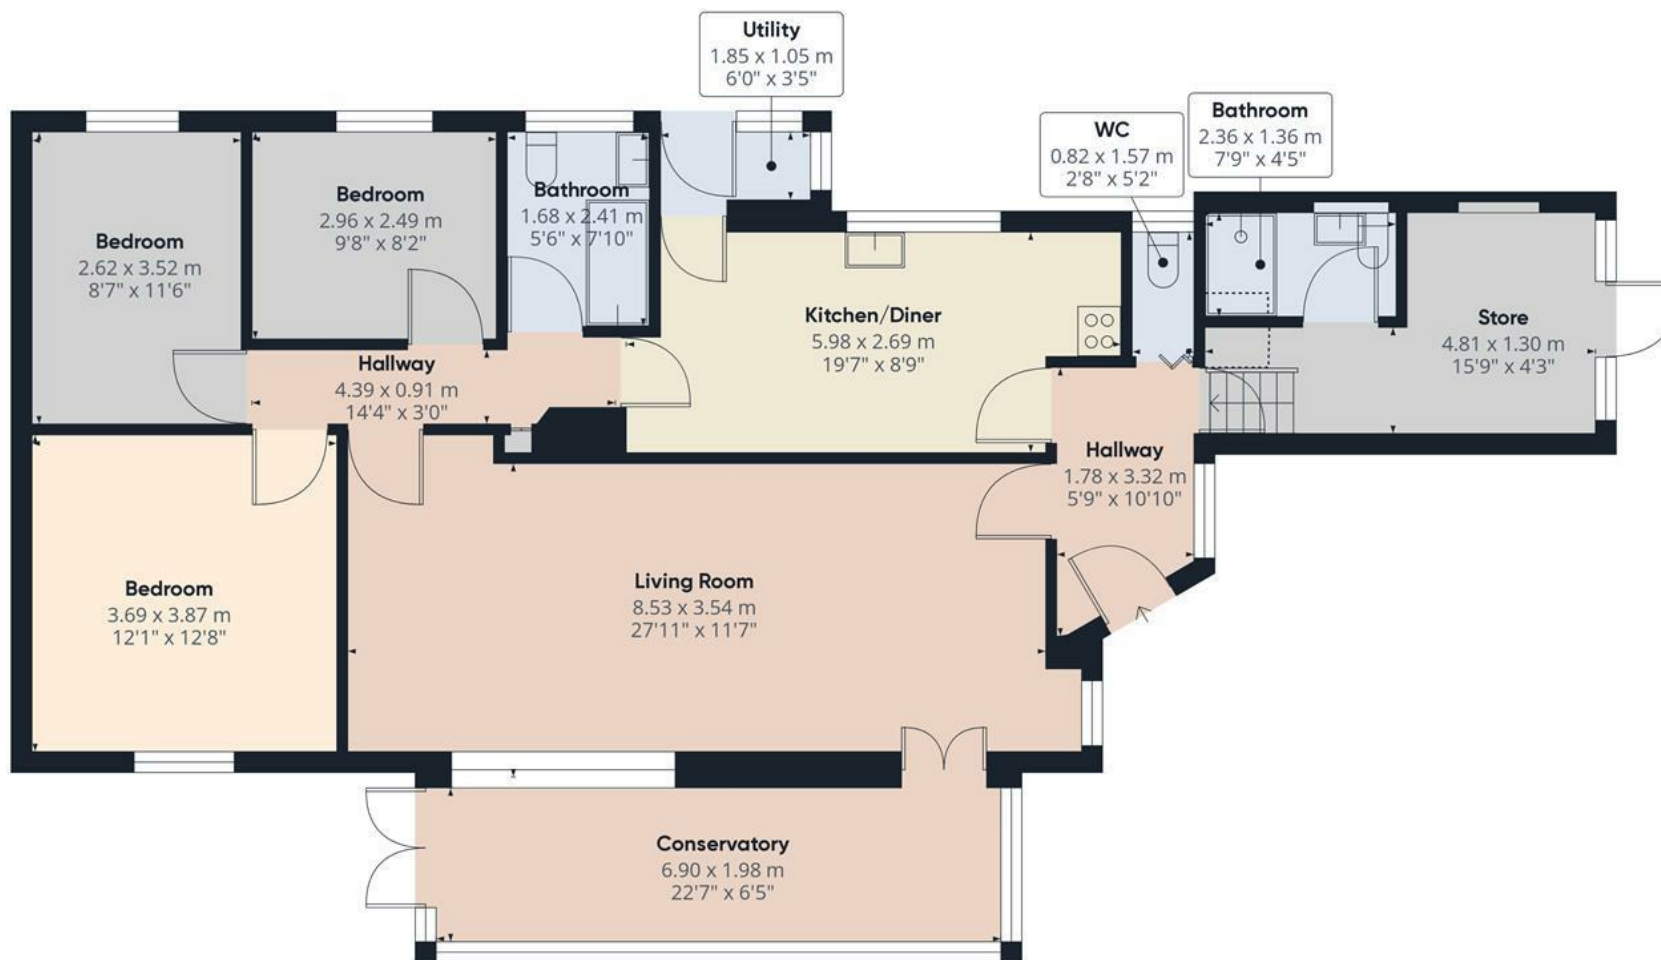 Utility
1.85 x 1.05 m
6'0" x 3'5"
WC
0.82 x 1.57 m
2'8" x 5'2"
Bathroom
2.36 x 1.36 m
7'9" x 4'5"
Bedroom
2.62 x 3.52 m
8'7" x 11'6"
Bedroom
2.96 x 2.49 m
9'8" x 8'2"
Bathroom
1.68 x 2.41 m
5'6" x 7'10"
Kitchen/Diner
5.98 x 2.69 m
19'7" x 8'9"
Store
4.81 x 1.30 m
15'9" x 4'3"
Hallway
4.39 x 0.91 m
14'4" x 3'0"
Hallway
1.78 x 3.32 m
5'9" x 10'10"
Bedroom
3.69 x 3.87 m
12'1" x 12'8"
Living Room
8.53 x 3.54 m
27'11" x 11'7"
Conservatory
6.90 x 1.98 m
22'7" x 6'5"